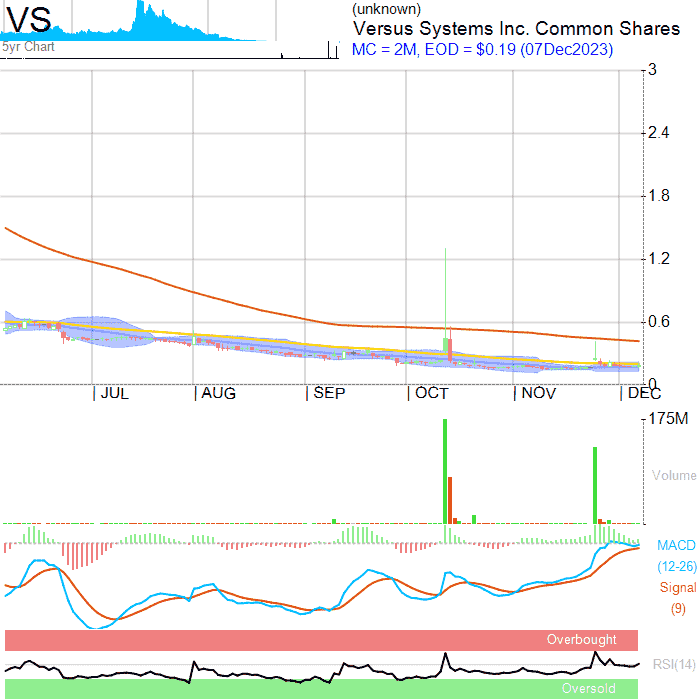 VS
5yr Chart
(unknown)
Versus Systems Inc. Common Shares
MC = 2M, EOD = $0.19 (07Dec2023)
3
2.4
1.8
1.2
0.6
0
JUL AUG SEP OCT NOV DEC
175M
Volume
MACD
(12-26)
Signal
(9)
Overbought
RSI(14)
Oversold